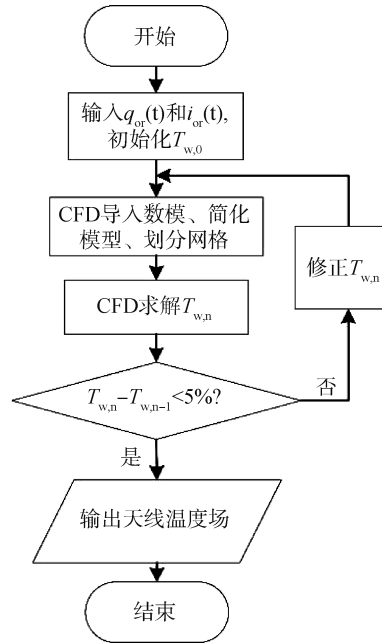 开始
输入q_or(t)和i_or(t),
初始化T_w,0
CFD导入数模、简化
模型、划分网格
修正T_w,n
CFD求解T_w,n
T_w,n−T_w,n−1<5%?
否
是
输出天线温度场
结束